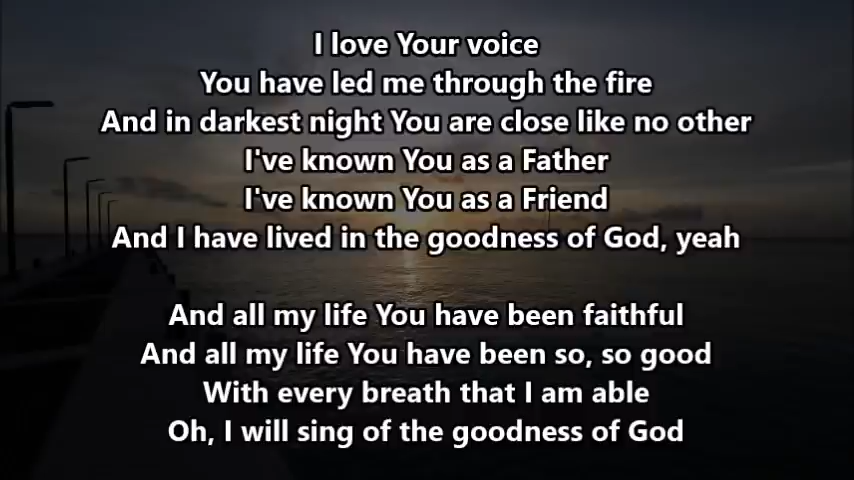 I love Your voice
You have led me through the fire
And in darkest night You are close like no other
I've known You as a Father
I've known You as a Friend
And I have lived in the goodness of God, yeah
And all my life You have been faithful
And all my life You have been so, so good
With every breath that I am able
Oh, I will sing of the goodness of God